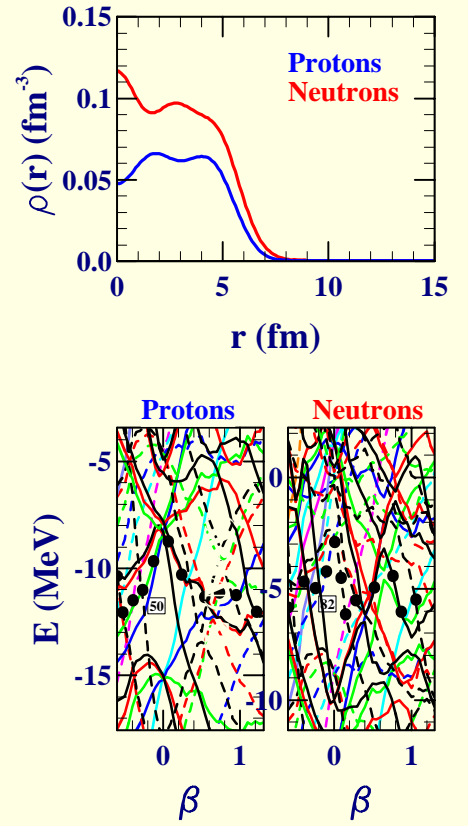 ρ(r) (fm⁻³)
0.15
0.1
0.05
0.0
Protons
Neutrons
0 5 10 15
r (fm)
Protons Neutrons
E (MeV)
-5
-10
-15
50
0
-5
-10
82
0 1 0 1
β β